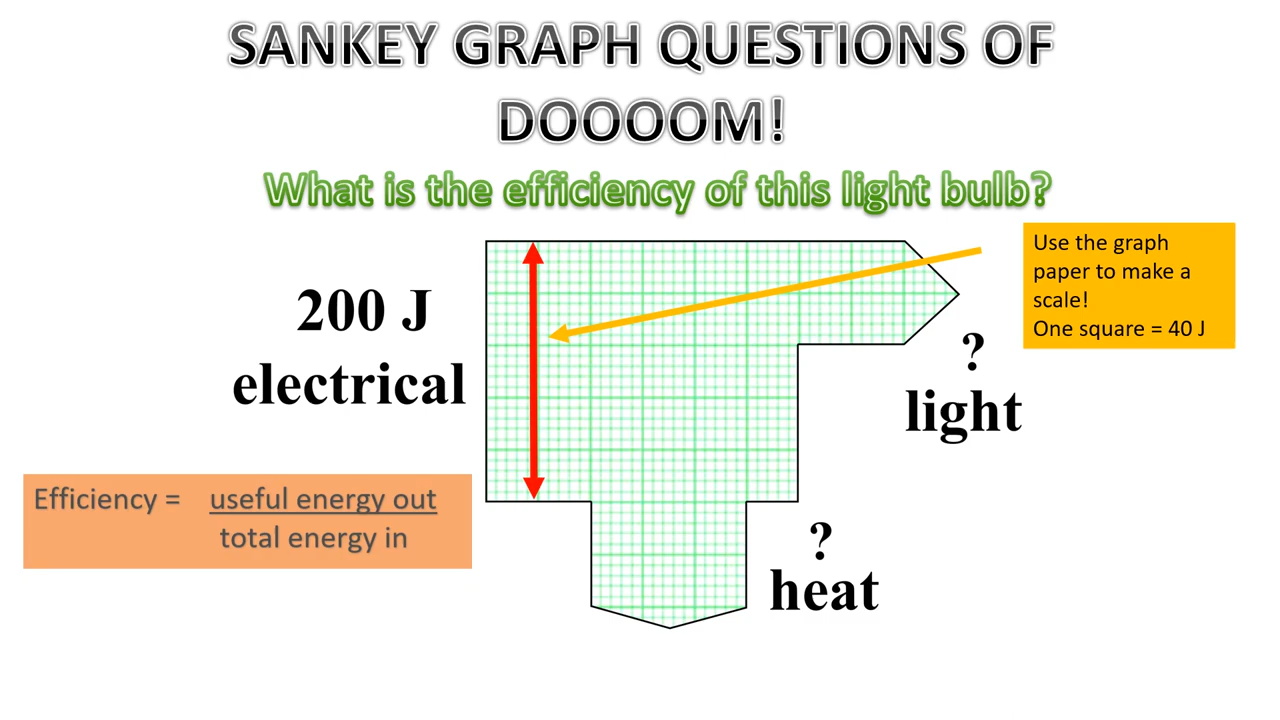 SANKEY GRAPH QUESTIONS OF
DOOOOM!
What is the efficiency of this light bulb?
Use the graph
paper to make a
scale!
One square = 40 J
200 J
electrical
?
light
Efficiency = useful energy out
total energy in
?
heat